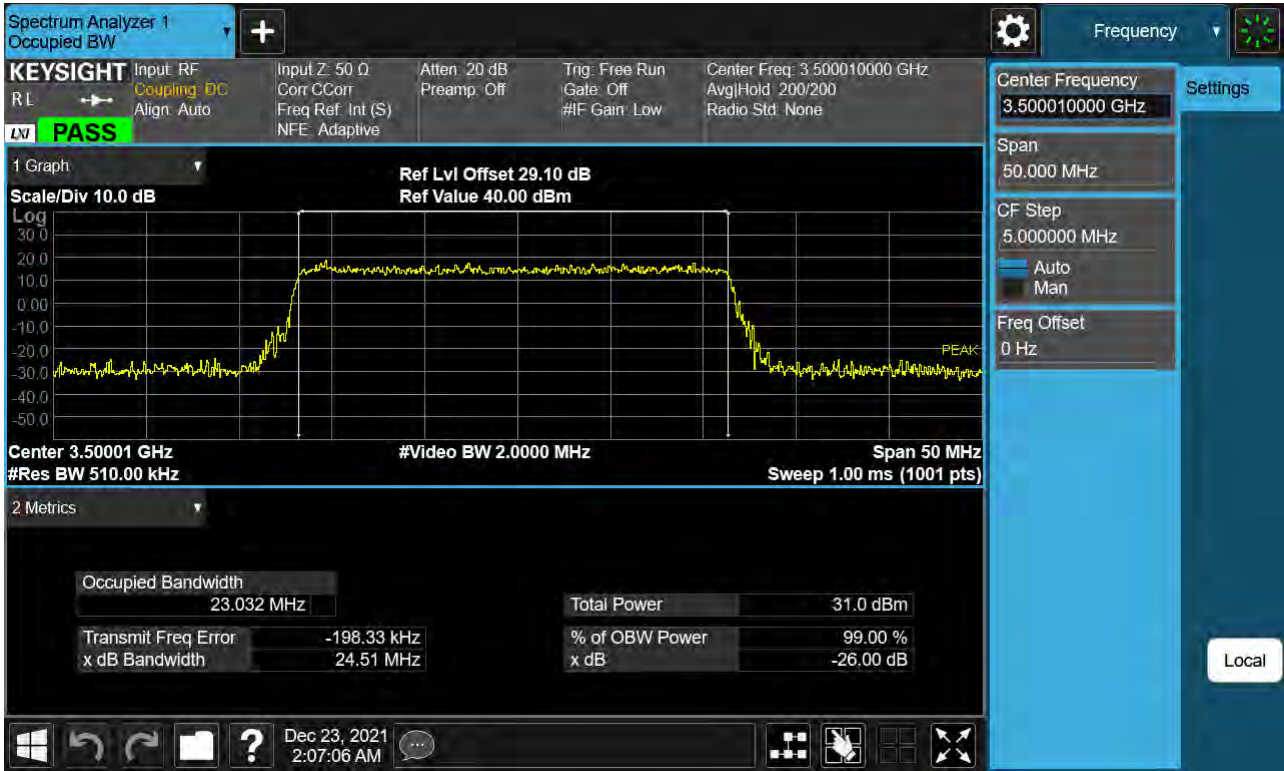 Spectrum Analyzer 1
Occupied BW
+
Frequency
KEYSIGHT
R L
LXI
PASS
Input: RF
Coupling: DC
Align: Auto
Input Z: 50 Ω
Corr CCorr
Freq Ref: Int (S)
NFE: Adaptive
Atten: 20 dB
Preamp: Off
Trig: Free Run
Gate: Off
#IF Gain: Low
Center Freq: 3.500010000 GHz
Avg|Hold: 200/200
Radio Std: None
Center Frequency
3.500010000 GHz
Settings
Span
50.000 MHz
CF Step
5.000000 MHz
Auto
Man
Freq Offset
0 Hz
Local
1 Graph
Scale/Div 10.0 dB
Ref Lvl Offset 29.10 dB
Ref Value 40.00 dBm
Log
30.0
20.0
10.0
0.00
-10.0
-20.0
-30.0
-40.0
-50.0
PEAK
Center 3.50001 GHz
#Res BW 510.00 kHz
#Video BW 2.0000 MHz
Span 50 MHz
Sweep 1.00 ms (1001 pts)
2 Metrics
Occupied Bandwidth
23.032 MHz
Total Power 31.0 dBm
Transmit Freq Error -198.33 kHz
% of OBW Power 99.00 %
x dB Bandwidth 24.51 MHz
x dB -26.00 dB
?
Dec 23, 2021
2:07:06 AM